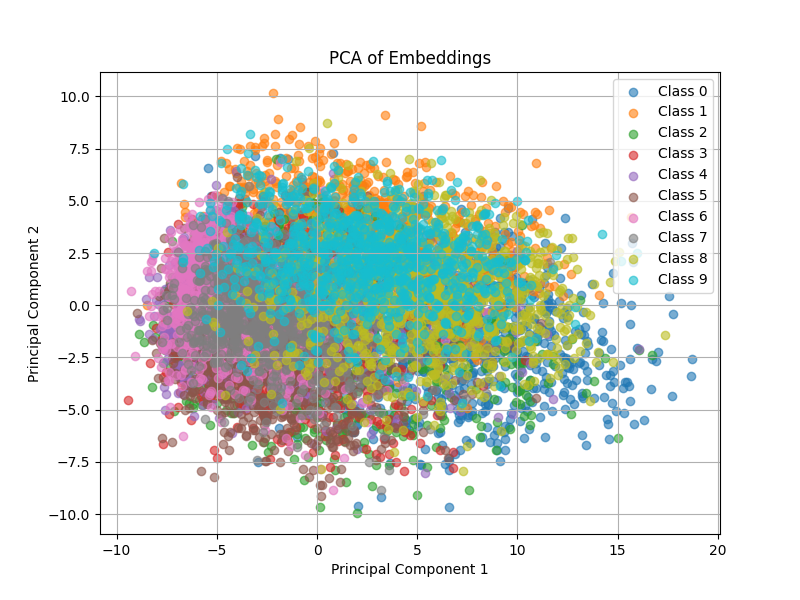 PCA of Embeddings
10.0
7.5
5.0
2.5
0.0
−2.5
−5.0
−7.5
−10.0
Principal Component 2
Class 0
Class 1
Class 2
Class 3
Class 4
Class 5
Class 6
Class 7
Class 8
Class 9
−10
−5
0
5
10
15
20
Principal Component 1